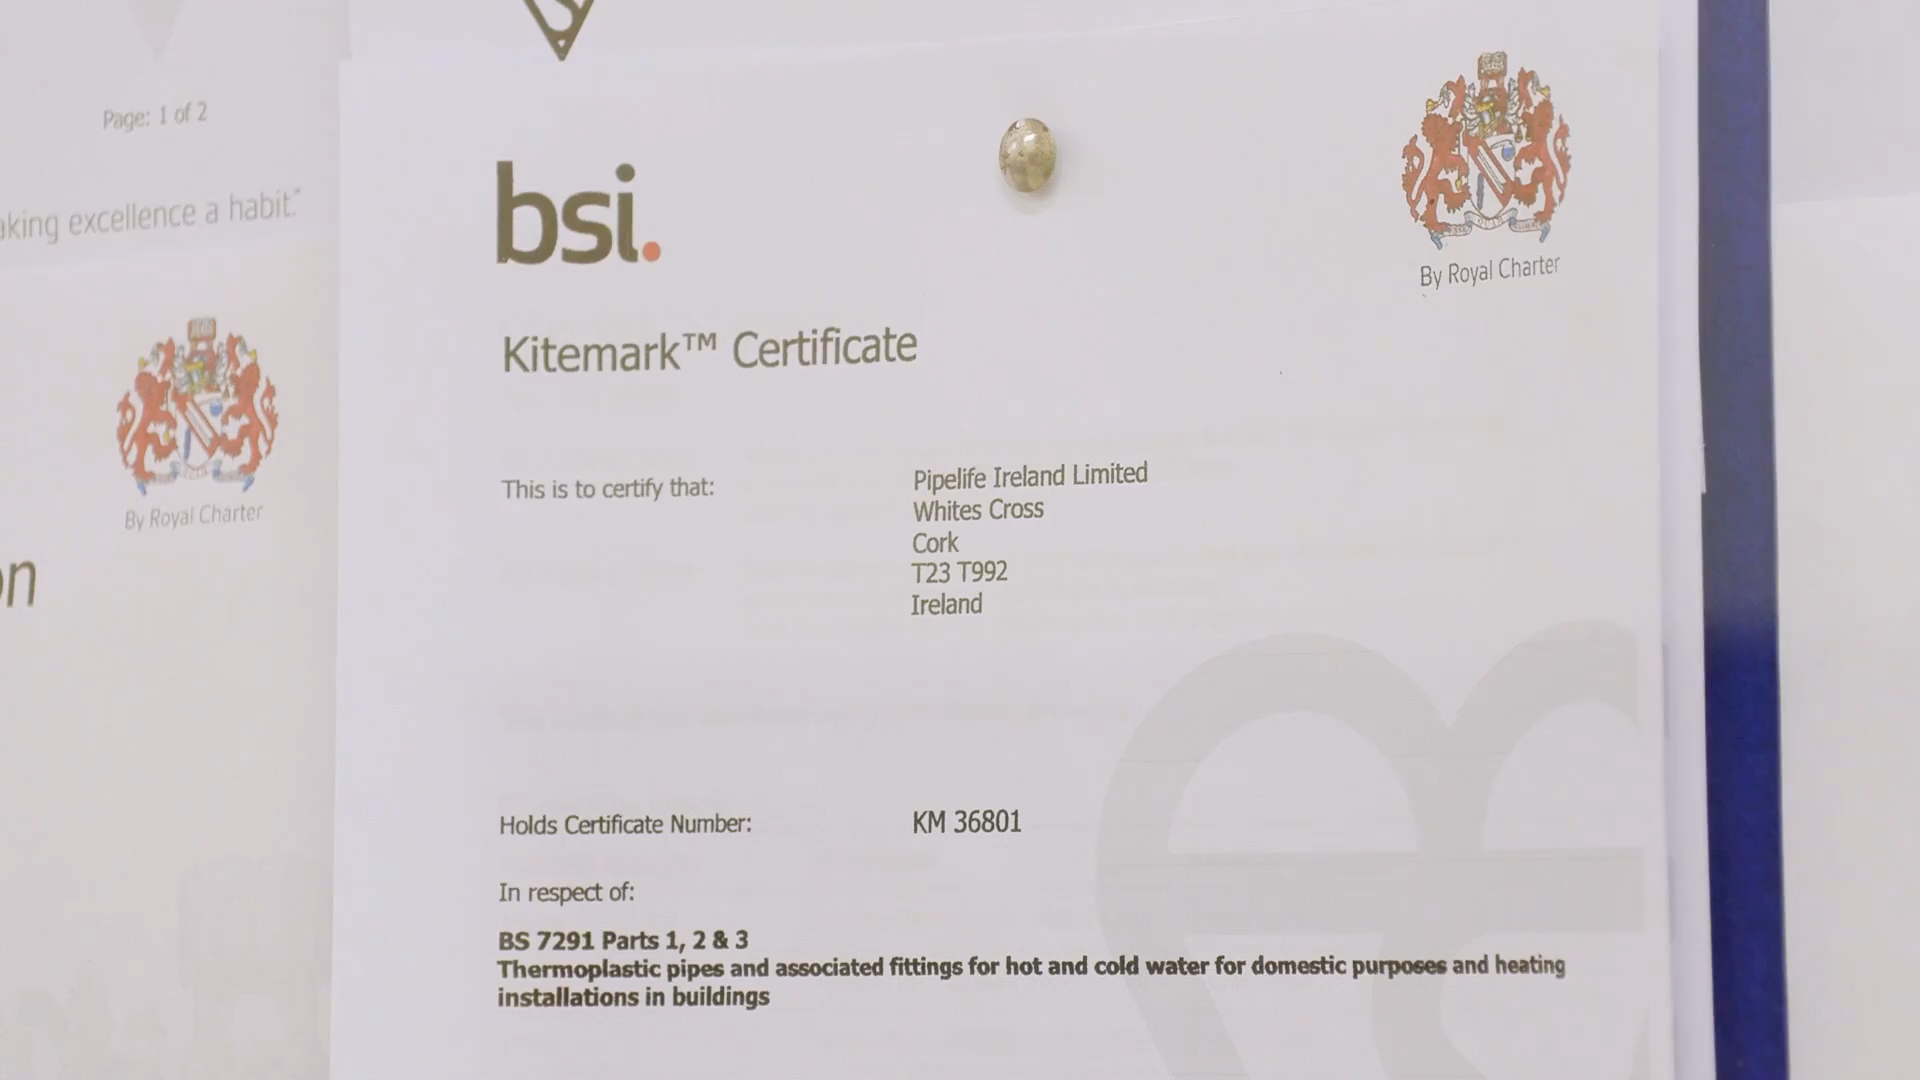 Page: 1 of 2
excellence a habit."
By Royal Charter
bsi.
By Royal Charter
Kitemark™ Certificate
This is to certify that:
Pipelife Ireland Limited
Whites Cross
Cork
T23 T992
Ireland
Holds Certificate Number:
KM 36801
In respect of:
BS 7291 Parts 1, 2 & 3
Thermoplastic pipes and associated fittings for hot and cold water for domestic purposes and heating
installations in buildings